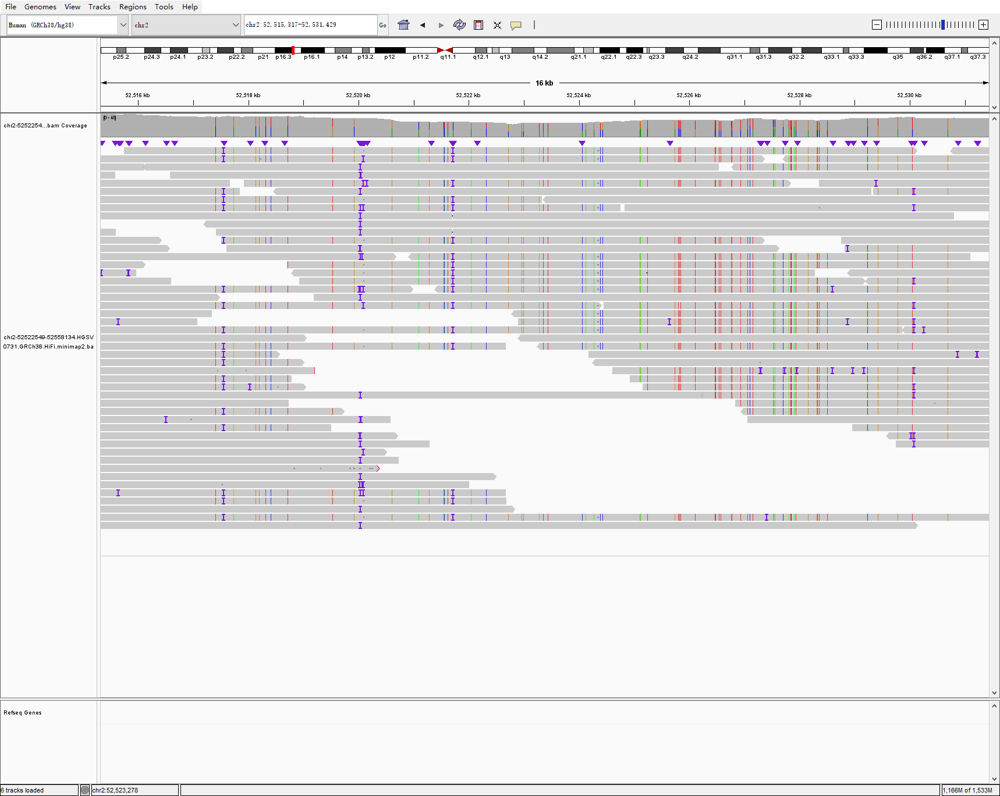 File Genomes View Tracks Regions Tools Help
Human (GRCh38/hg38) chr2 chr2:52,515,317-52,531,429 Go
p25.2 p24.3 p24.1 p23.2 p22.2 p21 p16.3 p16.1 p14 p13.2 p12 p11.2 q11.1 q12.1 q13 q14.2 q21.1 q22.1 q22.3 q23.3 q24.2 q31.1 q31.3 q32.2 q33.1 q33.3 q35 q36.2 q37.1 q37.3
16 kb
52,516 kb 52,518 kb 52,520 kb 52,522 kb 52,524 kb 52,526 kb 52,528 kb 52,530 kb
[0 - 45]
chr2-5252254...bam Coverage
chr2-52522549-52558134.HGSV
0731.GRCh38.HiFi.minimap2.ba
Refseq Genes
6 tracks loaded chr2:52,523,278 1,166M of 1,533M